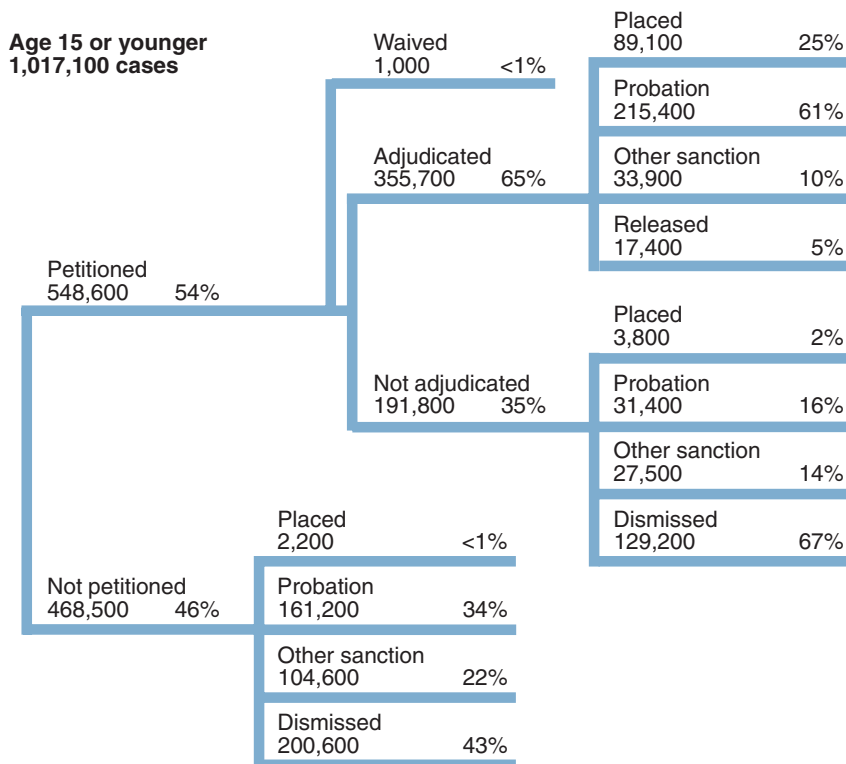 Age 15 or younger
1,017,100 cases
Petitioned
548,600 54%
Waived
1,000 <1%
Adjudicated
355,700 65%
Placed
89,100 25%
Probation
215,400 61%
Other sanction
33,900 10%
Released
17,400 5%
Not adjudicated
191,800 35%
Placed
3,800 2%
Probation
31,400 16%
Other sanction
27,500 14%
Dismissed
129,200 67%
Not petitioned
468,500 46%
Placed
2,200 <1%
Probation
161,200 34%
Other sanction
104,600 22%
Dismissed
200,600 43%